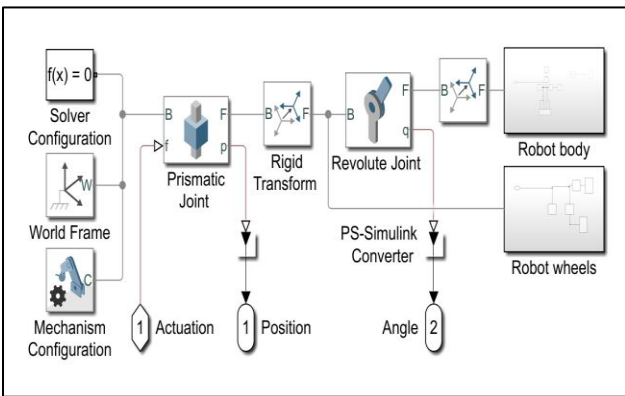 f(x) = 0
Solver
Configuration
W
World Frame
C
Mechanism
Configuration
B
F
f
p
Prismatic
Joint
B
F
Rigid
Transform
B
F
q
Revolute Joint
B
F
Robot body
Robot wheels
PS-Simulink
Converter
1
Actuation
1
Position
Angle
2